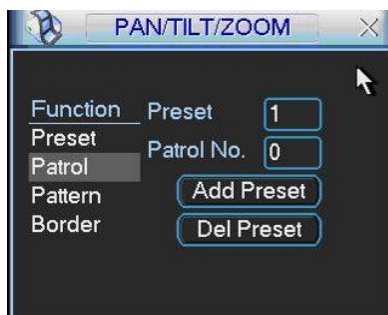 PAN/TILT/ZOOM
Function
Preset
Patrol
Pattern
Border
Preset 1
Patrol No. 0
Add Preset
Del Preset